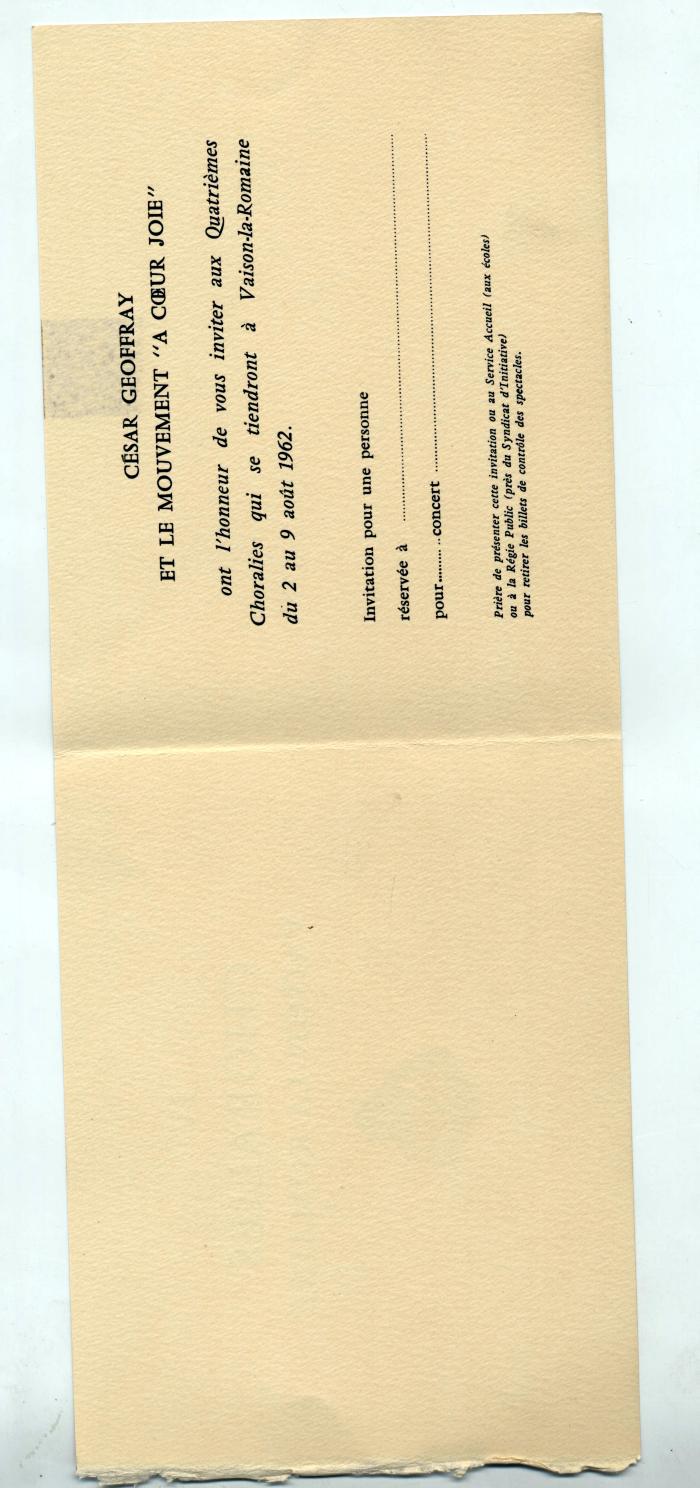 CÉSAR GEOFFRAY
ET LE MOUVEMENT "A CŒUR JOIE"
ont l'honneur de vous inviter aux Quatrièmes
Choralies qui se tiendront à Vaison-la-Romaine
du 2 au 9 août 1962.
Invitation pour une personne
réservée à ........................................
pour......... ..concert ........................................
Prière de présenter cette invitation ou au Service Accueil (aux écoles)
ou à la Régie Public (près du Syndicat d'Initiative)
pour retirer les billets de contrôle des spectacles.